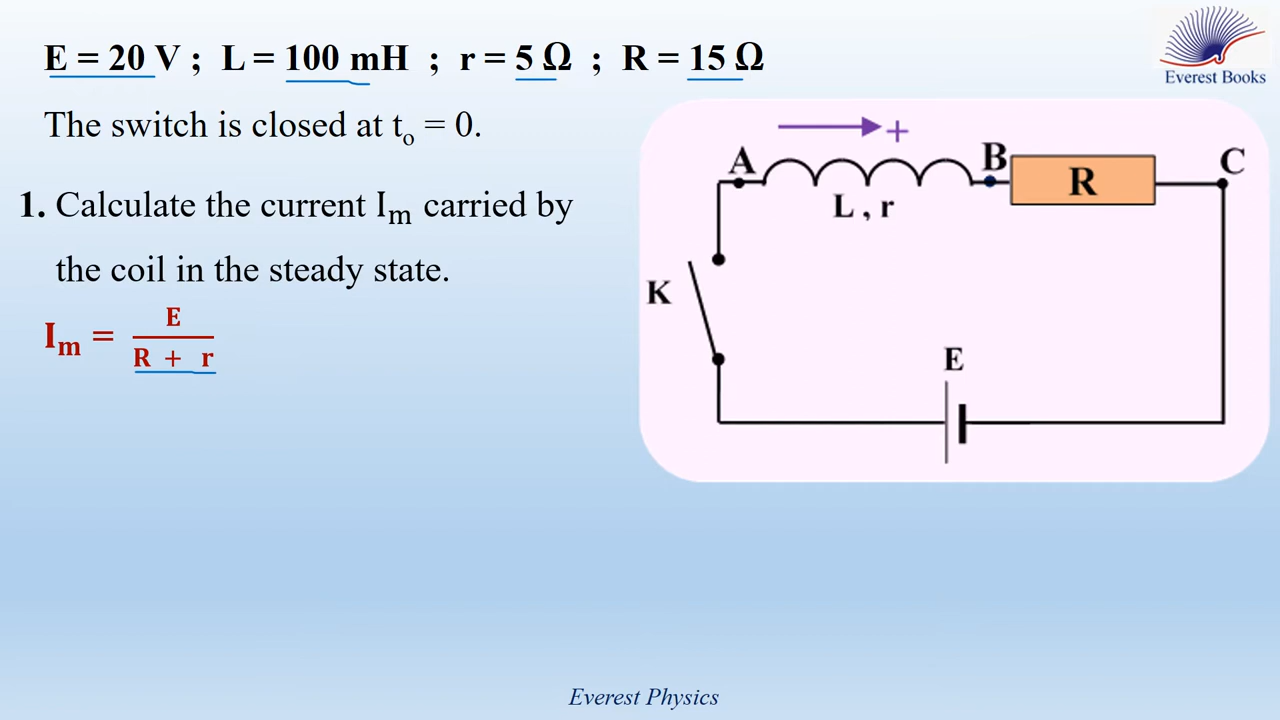 E = 20 V ; L = 100 mH ; r = 5 Ω ; R = 15 Ω
Everest Books
The switch is closed at tₒ = 0.
1. Calculate the current Iₘ carried by
the coil in the steady state.
Iₘ = E / R + r
+
A
B
R
C
L , r
K
E
Everest Physics